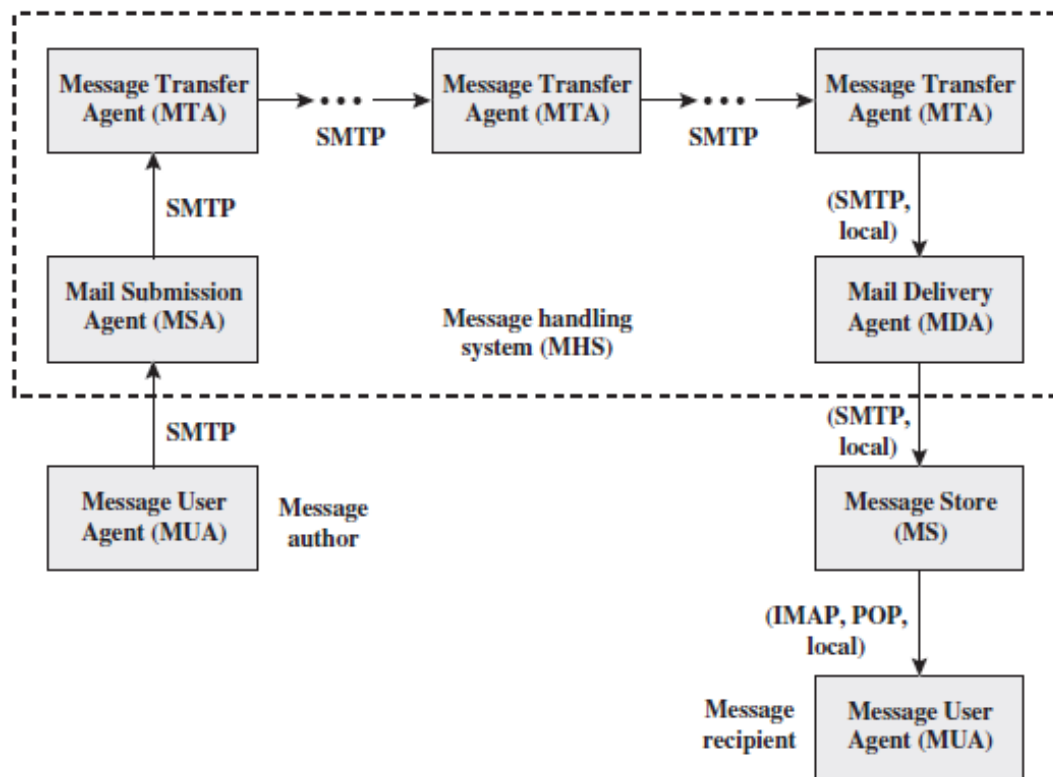 Message Transfer
Agent (MTA)
SMTP
Message Transfer
Agent (MTA)
SMTP
Message Transfer
Agent (MTA)
SMTP
(SMTP,
local)
Mail Submission
Agent (MSA)
Message handling
system (MHS)
Mail Delivery
Agent (MDA)
SMTP
(SMTP,
local)
Message User
Agent (MUA)
Message
author
Message Store
(MS)
(IMAP, POP,
local)
Message
recipient
Message User
Agent (MUA)